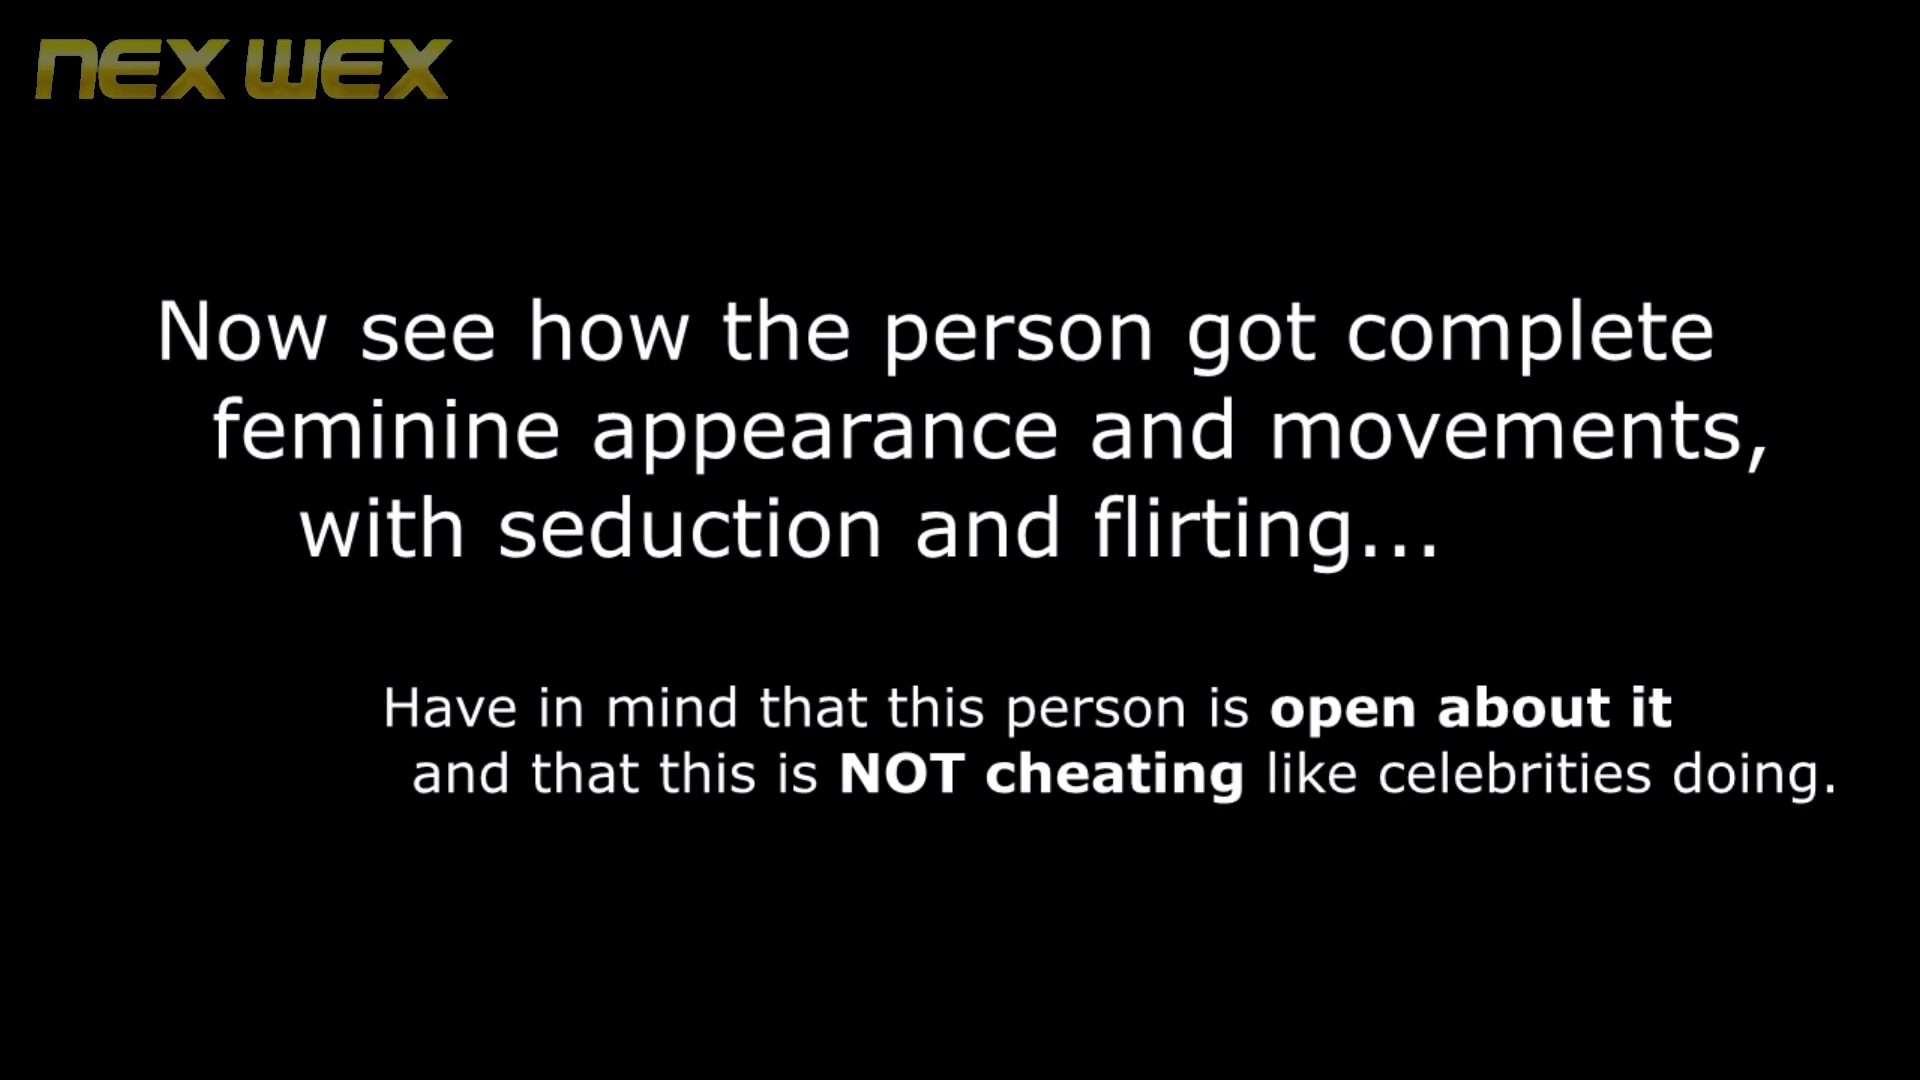 NEX WEX
Now see how the person got complete
feminine appearance and movements,
with seduction and flirting...
Have in mind that this person is open about it
and that this is NOT cheating like celebrities doing.